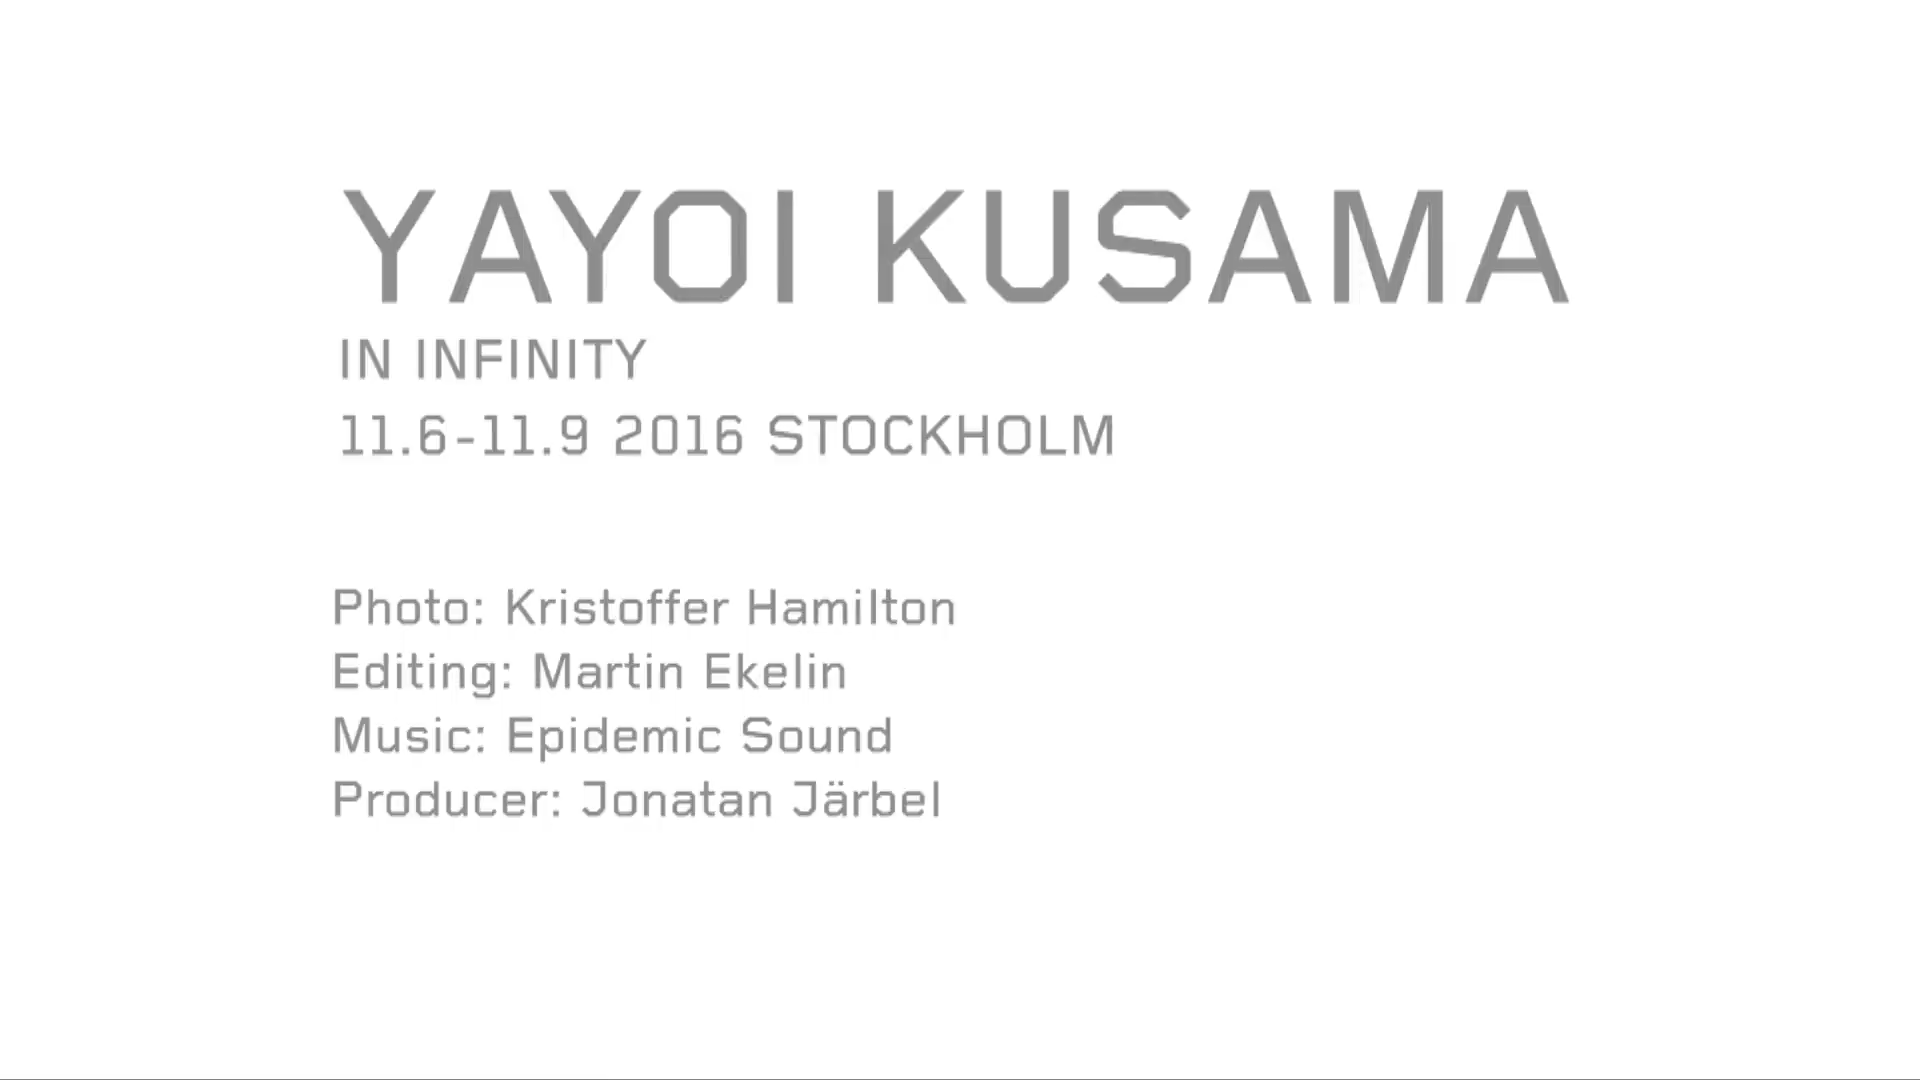 YAYOI KUSAMA
IN INFINITY
11.6-11.9 2016 STOCKHOLM
Photo: Kristoffer Hamilton
Editing: Martin Ekelin
Music: Epidemic Sound
Producer: Jonatan Järbel